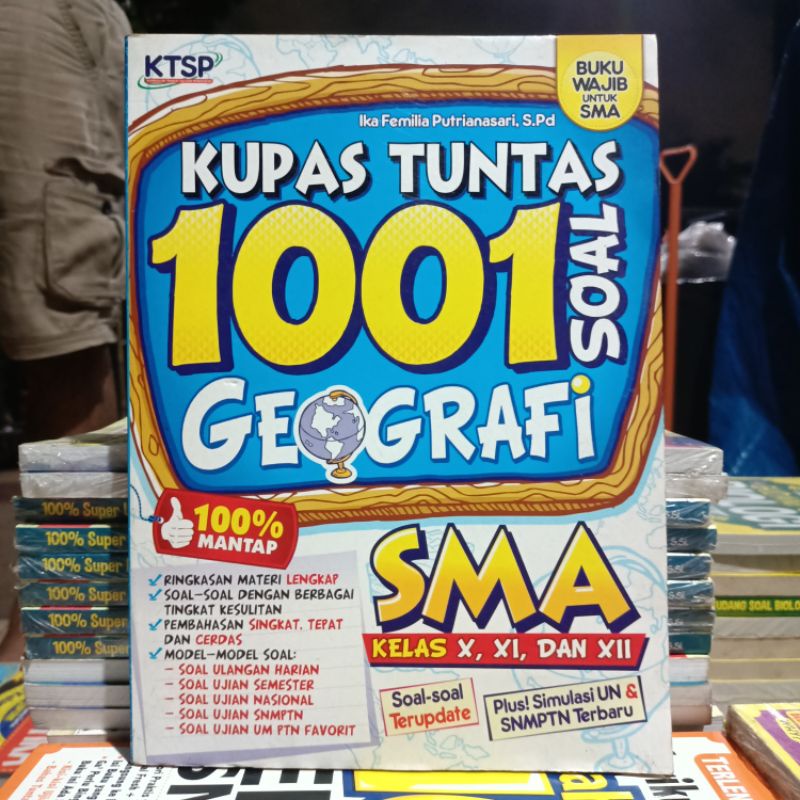 KTSP
BUKU
WAJIB
UNTUK
SMA
Ika Femilia Putrianasari, S.Pd
KUPAS TUNTAS
1001
SOAL
GEOGRAFi
100%
MANTAP
SMA
KELAS X, XI, DAN XII
RINGKASAN MATERI LENGKAP
SOAL-SOAL DENGAN BERBAGAI
TINGKAT KESULITAN
PEMBAHASAN SINGKAT, TEPAT
DAN CERDAS
MODEL-MODEL SOAL:
- SOAL ULANGAN HARIAN
- SOAL UJIAN SEMESTER
- SOAL UJIAN NASIONAL
- SOAL UJIAN SNMPTN
- SOAL UJIAN UM PTN FAVORIT
Soal-soal
Terupdate
Plus! Simulasi UN &
SNMPTN Terbaru
100% Super
100% Super
100% Super
100% Super
100% Super
100% Super